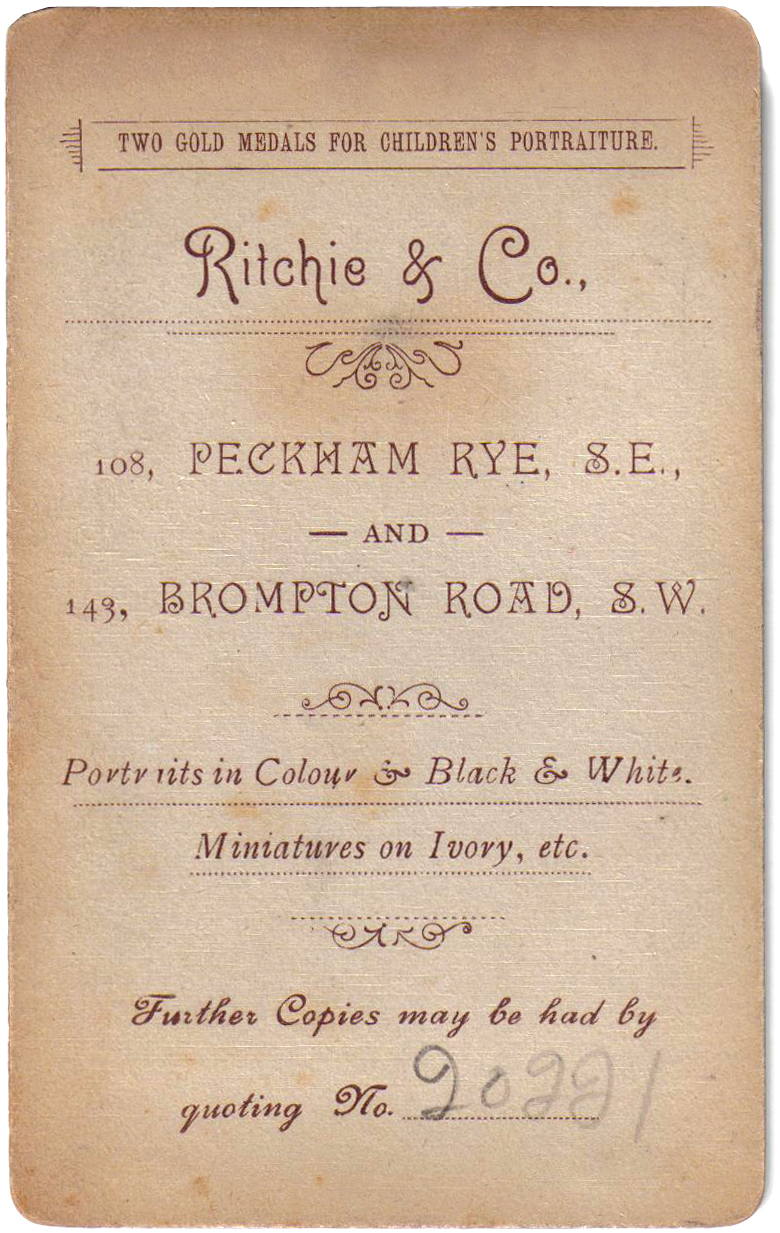 TWO GOLD MEDALS FOR CHILDREN'S PORTRAITURE.
Ritchie & Co.,
108, PECKHAM RYE, S.E.,
— AND —
143, BROMPTON ROAD, S.W.
Portraits in Colour & Black & White.
Miniatures on Ivory, etc.
Further Copies may be had by
quoting No. 20221